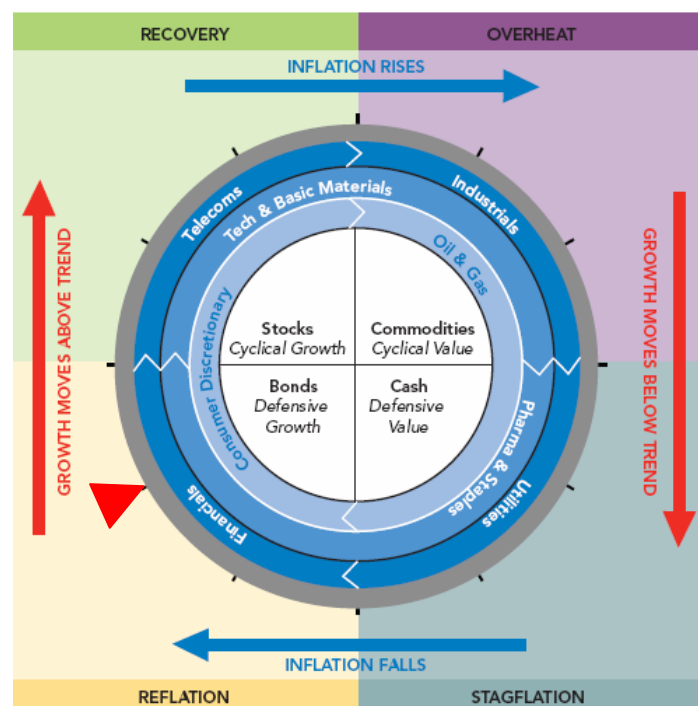 RECOVERY
OVERHEAT
INFLATION RISES
Telecoms
Tech & Basic Materials
Industrials
Oil & Gas
GROWTH MOVES ABOVE TREND
GROWTH MOVES BELOW TREND
Consumer Discretionary
Stocks
Cyclical Growth
Commodities
Cyclical Value
Bonds
Defensive
Growth
Cash
Defensive
Value
Pharma & Staples
Utilities
Financials
INFLATION FALLS
REFLATION
STAGFLATION